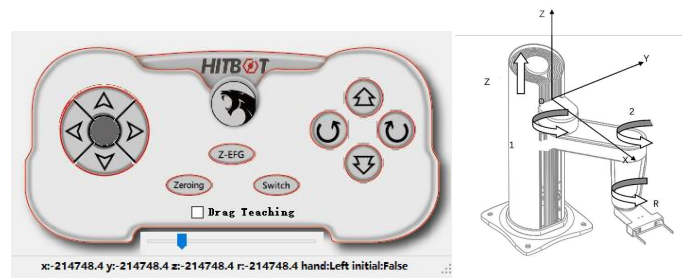 HITBOT
Z-EFG
Zeroing
Switch
Drag Teaching
x:-214748.4 y:-214748.4 z:-214748.4 r:-214748.4 hand:Left initial:False
Z
Y
Z
2
1
X
R